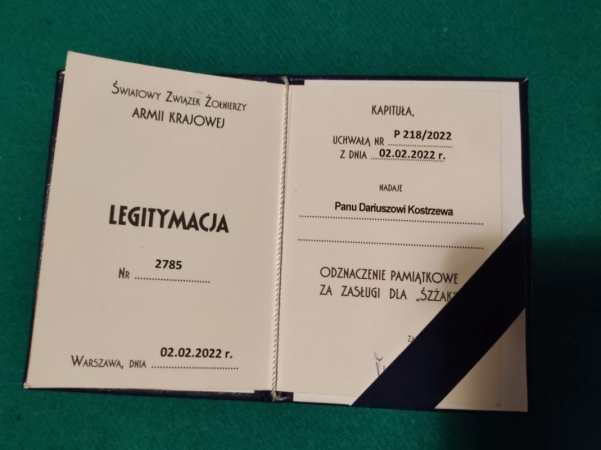 Światowy Związek Żołnierzy
Armii Krajowej
LEGITYMACJA
Nr 2785
Warszawa, dnia 02.02.2022 r.
Kapituła,
uchwałą nr P 218/2022
z dnia 02.02.2022 r.
nadaje
Panu Dariuszowi Kostrzewa
Odznaczenie Pamiątkowe
za Zasługi dla „ŚZŻAK”